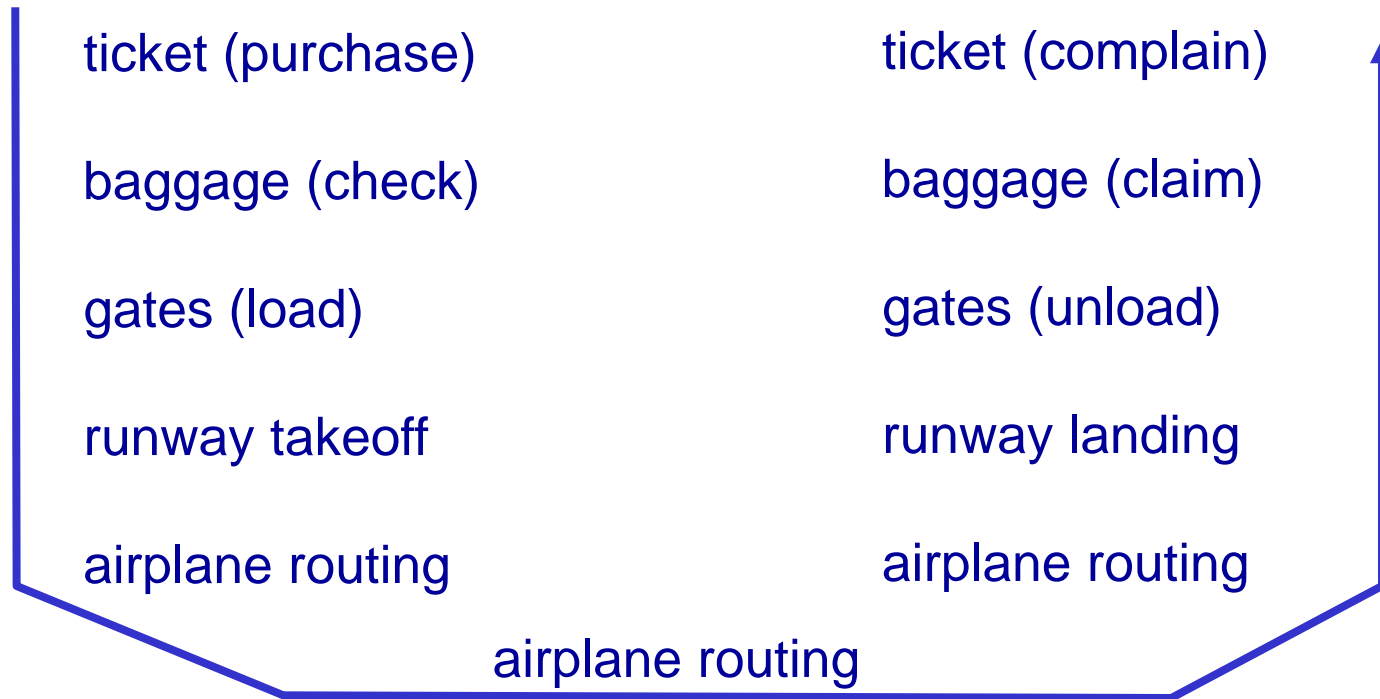 ticket (purchase)
baggage (check)
gates (load)
runway takeoff
airplane routing
ticket (complain)
baggage (claim)
gates (unload)
runway landing
airplane routing
airplane routing